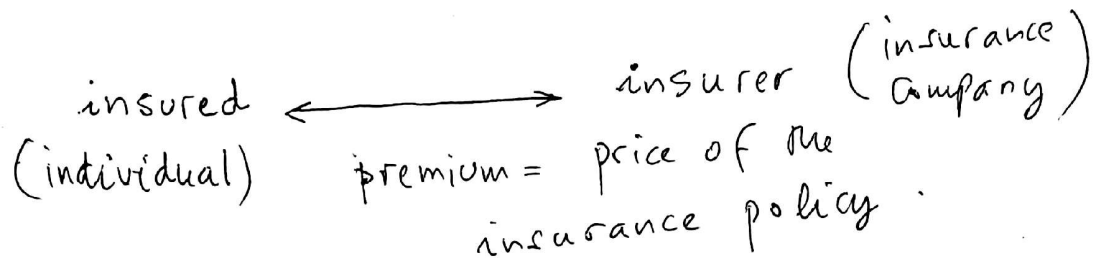 insured ⟷ insurer (insurance company)
(individual) premium = price of the
insurance policy.